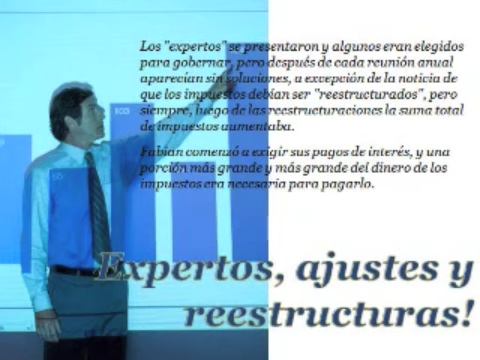 Los "expertos" se presentaron y algunos eran elegidos
para gobernar, pero después de cada reunión anual
aparecían sin soluciones, a excepción de la noticia de
que los impuestos debían ser "reestructurados", pero
siempre, luego de las reestructuraciones la suma total
de impuestos aumentaba.
Fabian comenzó a exigir sus pagos de interés, y una
porción más grande y más grande del dinero de los
impuestos era necesaria para pagarlo.
Expertos, ajustes y
reestructuras!